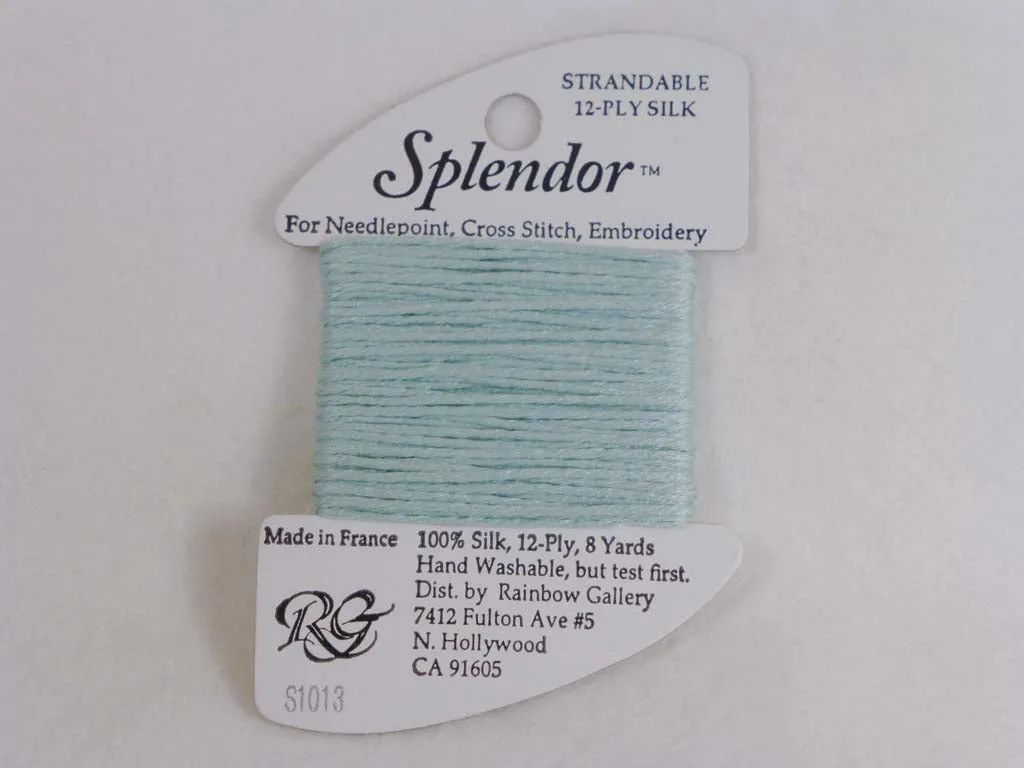 STRANDABLE
12-PLY SILK
Splendor™
For Needlepoint, Cross Stitch, Embroidery
Made in France
100% Silk, 12-Ply, 8 Yards
Hand Washable, but test first.
Dist. by Rainbow Gallery
7412 Fulton Ave #5
N. Hollywood
CA 91605
RG
S1013